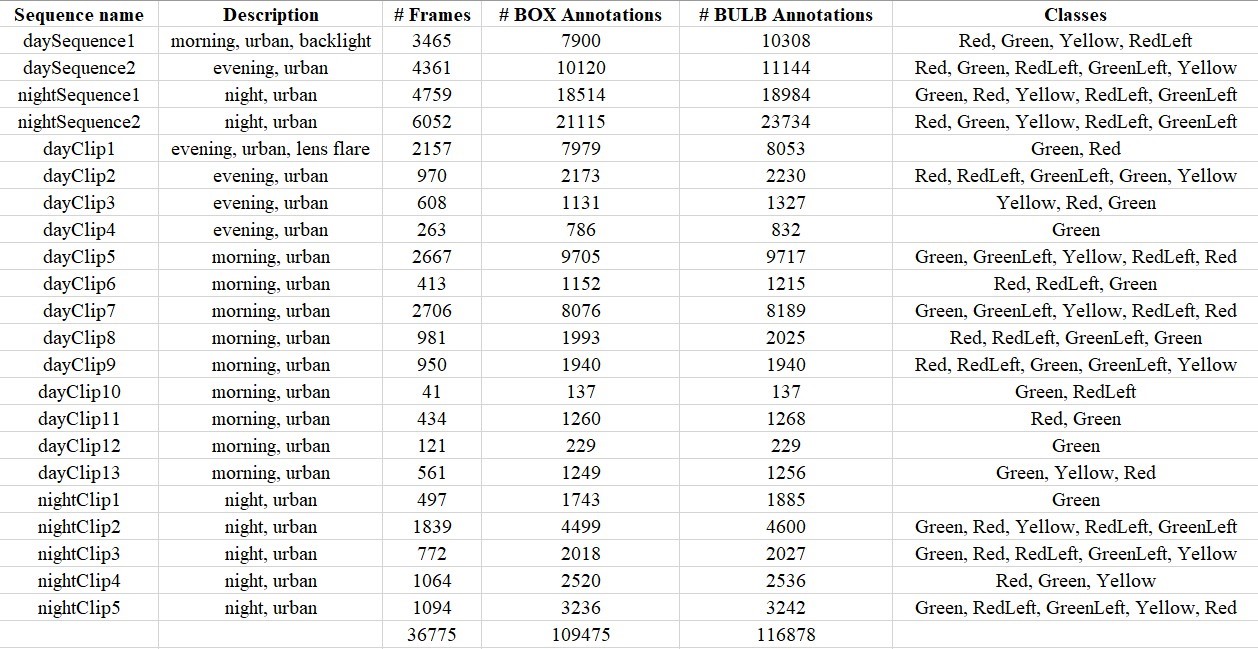 Sequence name Description # Frames # BOX Annotations # BULB Annotations Classes
daySequence1 morning, urban, backlight 3465 7900 10308 Red, Green, Yellow, RedLeft
daySequence2 evening, urban 4361 10120 11144 Red, Green, RedLeft, GreenLeft, Yellow
nightSequence1 night, urban 4759 18514 18984 Green, Red, Yellow, RedLeft, GreenLeft
nightSequence2 night, urban 6052 21115 23734 Red, Green, Yellow, RedLeft, GreenLeft
dayClip1 evening, urban, lens flare 2157 7979 8053 Green, Red
dayClip2 evening, urban 970 2173 2230 Red, RedLeft, GreenLeft, Green, Yellow
dayClip3 evening, urban 608 1131 1327 Yellow, Red, Green
dayClip4 evening, urban 263 786 832 Green
dayClip5 morning, urban 2667 9705 9717 Green, GreenLeft, Yellow, RedLeft, Red
dayClip6 morning, urban 413 1152 1215 Red, RedLeft, Green
dayClip7 morning, urban 2706 8076 8189 Green, GreenLeft, Yellow, RedLeft, Red
dayClip8 morning, urban 981 1993 2025 Red, RedLeft, GreenLeft, Green
dayClip9 morning, urban 950 1940 1940 Red, RedLeft, Green, GreenLeft, Yellow
dayClip10 morning, urban 41 137 137 Green, RedLeft
dayClip11 morning, urban 434 1260 1268 Red, Green
dayClip12 morning, urban 121 229 229 Green
dayClip13 morning, urban 561 1249 1256 Green, Yellow, Red
nightClip1 night, urban 497 1743 1885 Green
nightClip2 night, urban 1839 4499 4600 Green, Red, Yellow, RedLeft, GreenLeft
nightClip3 night, urban 772 2018 2027 Green, Red, RedLeft, GreenLeft, Yellow
nightClip4 night, urban 1064 2520 2536 Red, Green, Yellow
nightClip5 night, urban 1094 3236 3242 Green, RedLeft, GreenLeft, Yellow, Red
36775 109475 116878